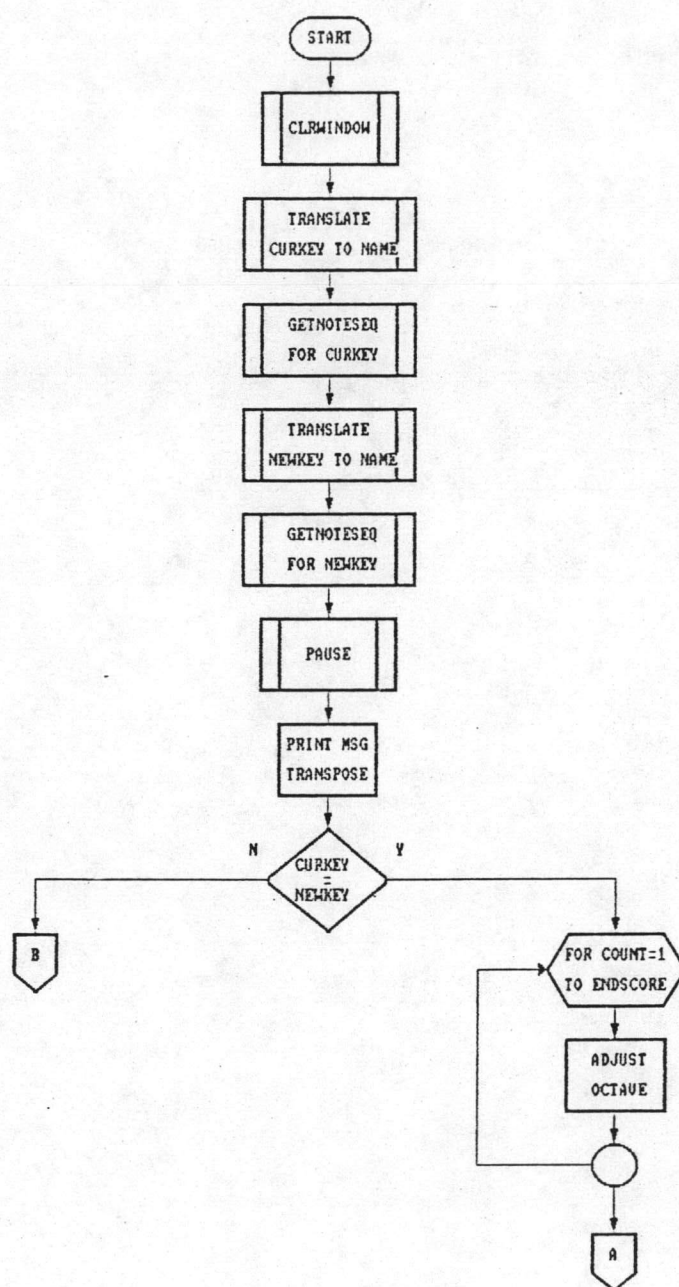 START
CLRWINDOW
TRANSLATE
CURKEY TO NAME
GETNOTESEQ
FOR CURKEY
TRANSLATE
NEWKEY TO NAME
GETNOTESEQ
FOR NEWKEY
PAUSE
PRINT MSG
TRANSPOSE
N
Y
CURKEY
=
NEWKEY
B
FOR COUNT=1
TO ENDSCORE
ADJUST
OCTAVE
A